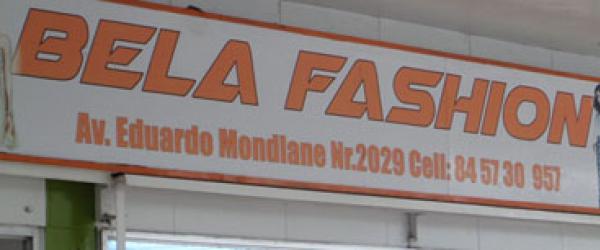 BELA FASHION
Av. Eduardo Mondlane Nr.2029 Cell: 84 57 30 957